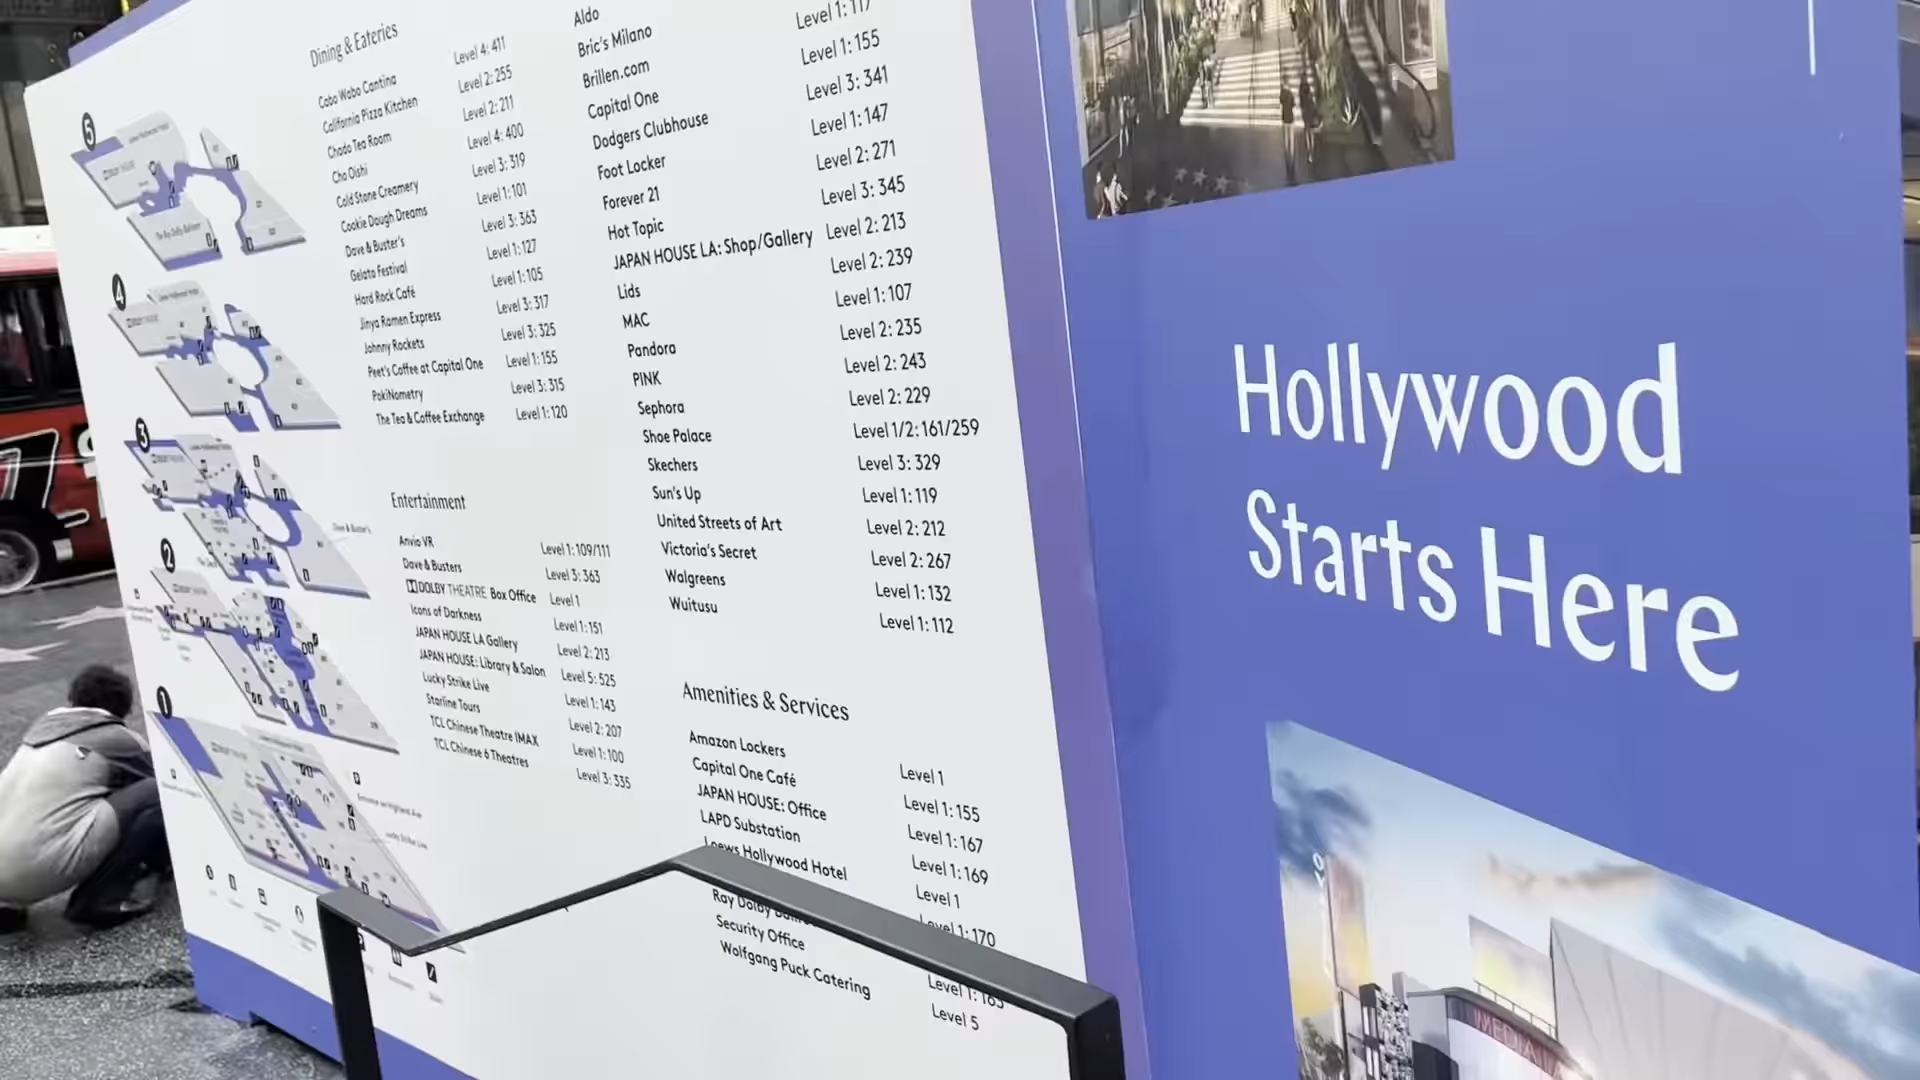 Dining & Eateries
Cabo Wabo Cantina Level 4: 411
California Pizza Kitchen Level 2: 255
Chado Tea Room Level 2: 211
Cho Oishi Level 4: 400
Cold Stone Creamery Level 3: 319
Cookie Dough Dreams Level 1: 101
Dave & Buster's Level 3: 363
Gelato Festival Level 1: 127
Hard Rock Café Level 1: 105
Jinya Ramen Express Level 3: 317
Johnny Rockets Level 3: 325
Peet's Coffee at Capital One Level 1: 155
PokiNometry Level 3: 315
The Tea & Coffee Exchange Level 1: 120
Entertainment
Anvio VR Level 1: 109/111
Dave & Busters Level 3: 363
DOLBY THEATRE Box Office Level 1
Icons of Darkness Level 1: 151
JAPAN HOUSE LA Gallery Level 2: 213
JAPAN HOUSE: Library & Salon Level 5: 525
Lucky Strike Live Level 1: 143
Starline Tours Level 2: 207
TCL Chinese Theatre IMAX Level 1: 100
TCL Chinese 6 Theatres Level 3: 335
Aldo
Bric's Milano
Brillen.com Level 1: 117
Capital One Level 1: 155
Dodgers Clubhouse Level 3: 341
Foot Locker Level 1: 147
Forever 21 Level 2: 271
Hot Topic Level 3: 345
JAPAN HOUSE LA: Shop/Gallery Level 2: 213
Lids Level 2: 239
MAC Level 1: 107
Pandora Level 2: 235
PINK Level 2: 243
Sephora Level 2: 229
Shoe Palace Level 1/2: 161/259
Skechers Level 3: 329
Sun's Up Level 1: 119
United Streets of Art Level 2: 212
Victoria's Secret Level 2: 267
Walgreens Level 1: 132
Wuitusu Level 1: 112
Amenities & Services
Amazon Lockers Level 1
Capital One Café Level 1: 155
JAPAN HOUSE: Office Level 1: 167
LAPD Substation Level 1: 169
Loews Hollywood Hotel Level 1
Level 1: 170
Ray Dolby
Security Office Level 1: 163
Wolfgang Puck Catering Level 5
5
4
3
2
1
Hollywood
Starts Here